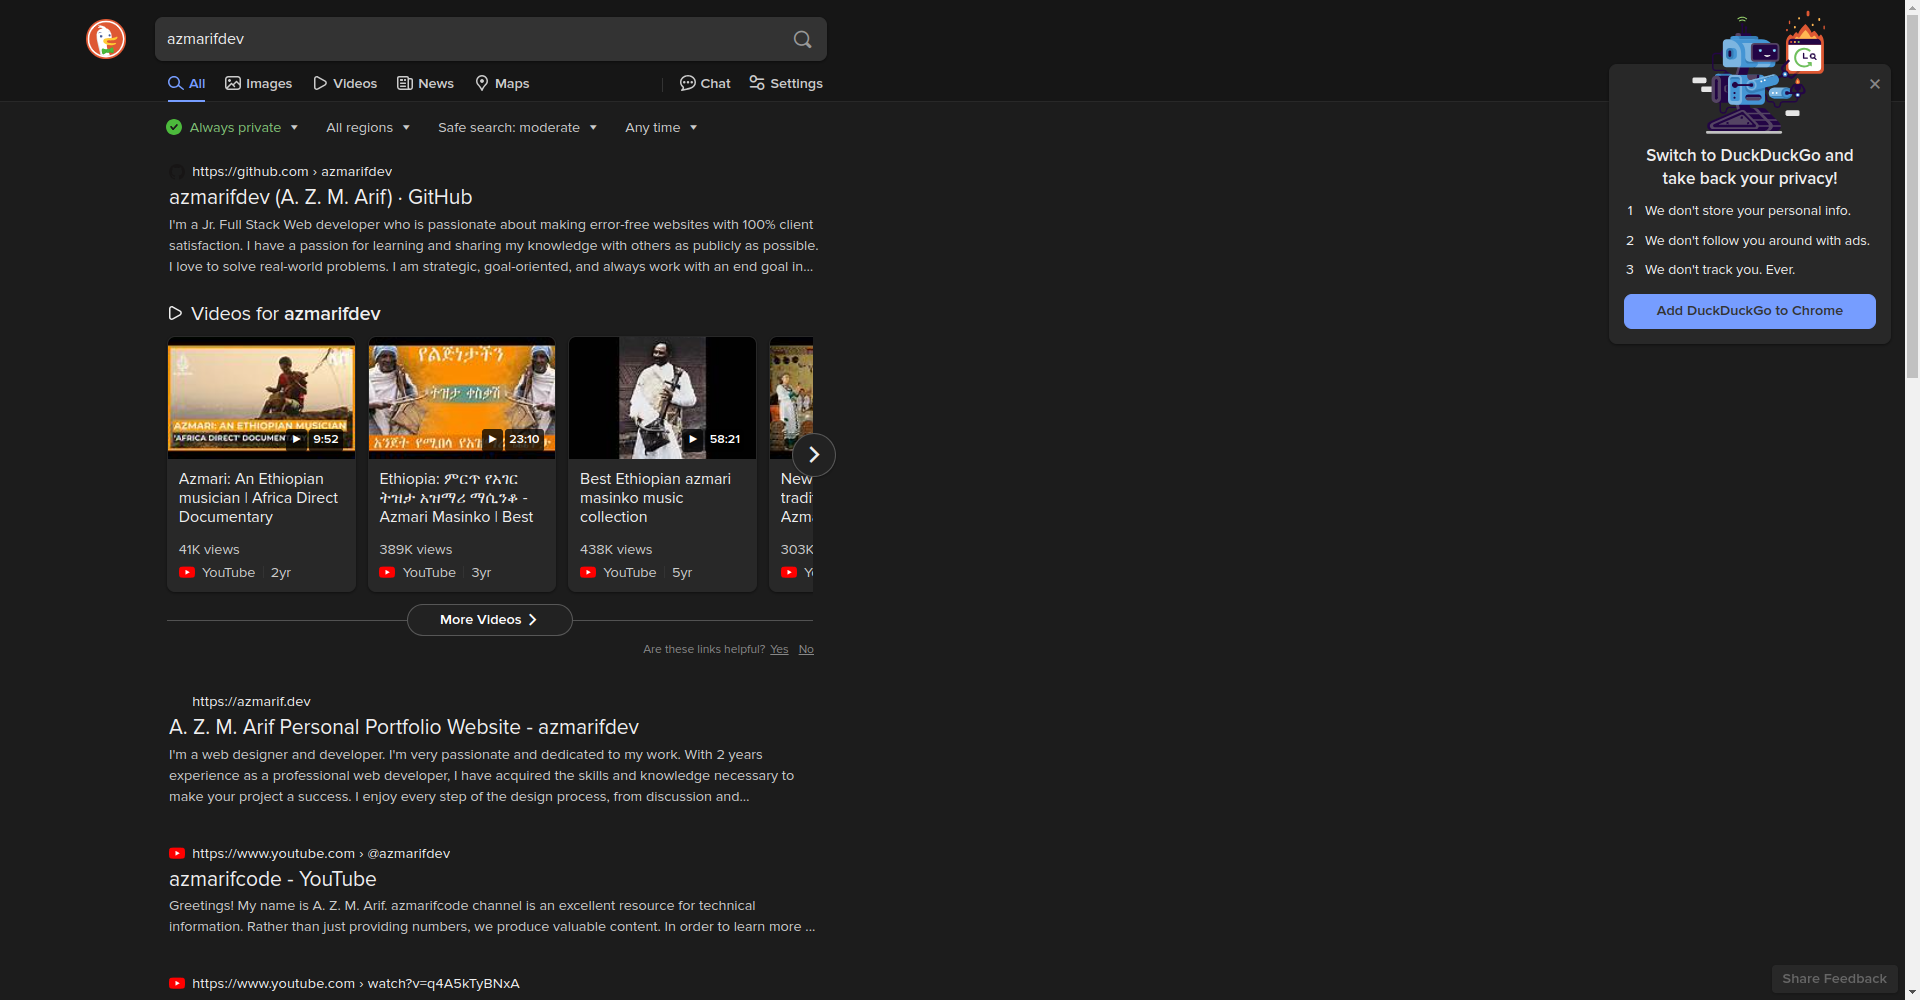 azmarifdev
All
Images
Videos
News
Maps
Chat
Settings
Always private
All regions
Safe search: moderate
Any time
https://github.com › azmarifdev
azmarifdev (A. Z. M. Arif) · GitHub
I'm a Jr. Full Stack Web developer who is passionate about making error-free websites with 100% client
satisfaction. I have a passion for learning and sharing my knowledge with others as publicly as possible.
I love to solve real-world problems. I am strategic, goal-oriented, and always work with an end goal in...
Videos for azmarifdev
AZMARI: AN ETHIOPIAN MUSICIAN
'AFRICA DIRECT' DOCUMENT
9:52
Azmari: An Ethiopian
musician | Africa Direct
Documentary
41K views
YouTube
2yr
የልጅነታችን
ትዝታ ቀስቃሽ
23:10
Ethiopia: ምርጥ የአገር
ትዝታ አዝማሪ ማሲንቆ -
Azmari Masinko | Best
389K views
YouTube
3yr
58:21
Best Ethiopian azmari
masinko music
collection
438K views
YouTube
5yr
New
tradi
Azma
303K
Y
More Videos
Are these links helpful? Yes No
https://azmarif.dev
A. Z. M. Arif Personal Portfolio Website - azmarifdev
I'm a web designer and developer. I'm very passionate and dedicated to my work. With 2 years
experience as a professional web developer, I have acquired the skills and knowledge necessary to
make your project a success. I enjoy every step of the design process, from discussion and...
https://www.youtube.com › @azmarifdev
azmarifcode - YouTube
Greetings! My name is A. Z. M. Arif. azmarifcode channel is an excellent resource for technical
information. Rather than just providing numbers, we produce valuable content. In order to learn more ...
https://www.youtube.com › watch?v=q4A5kTyBNxA
Switch to DuckDuckGo and
take back your privacy!
1 We don't store your personal info.
2 We don't follow you around with ads.
3 We don't track you. Ever.
Add DuckDuckGo to Chrome
Share Feedback